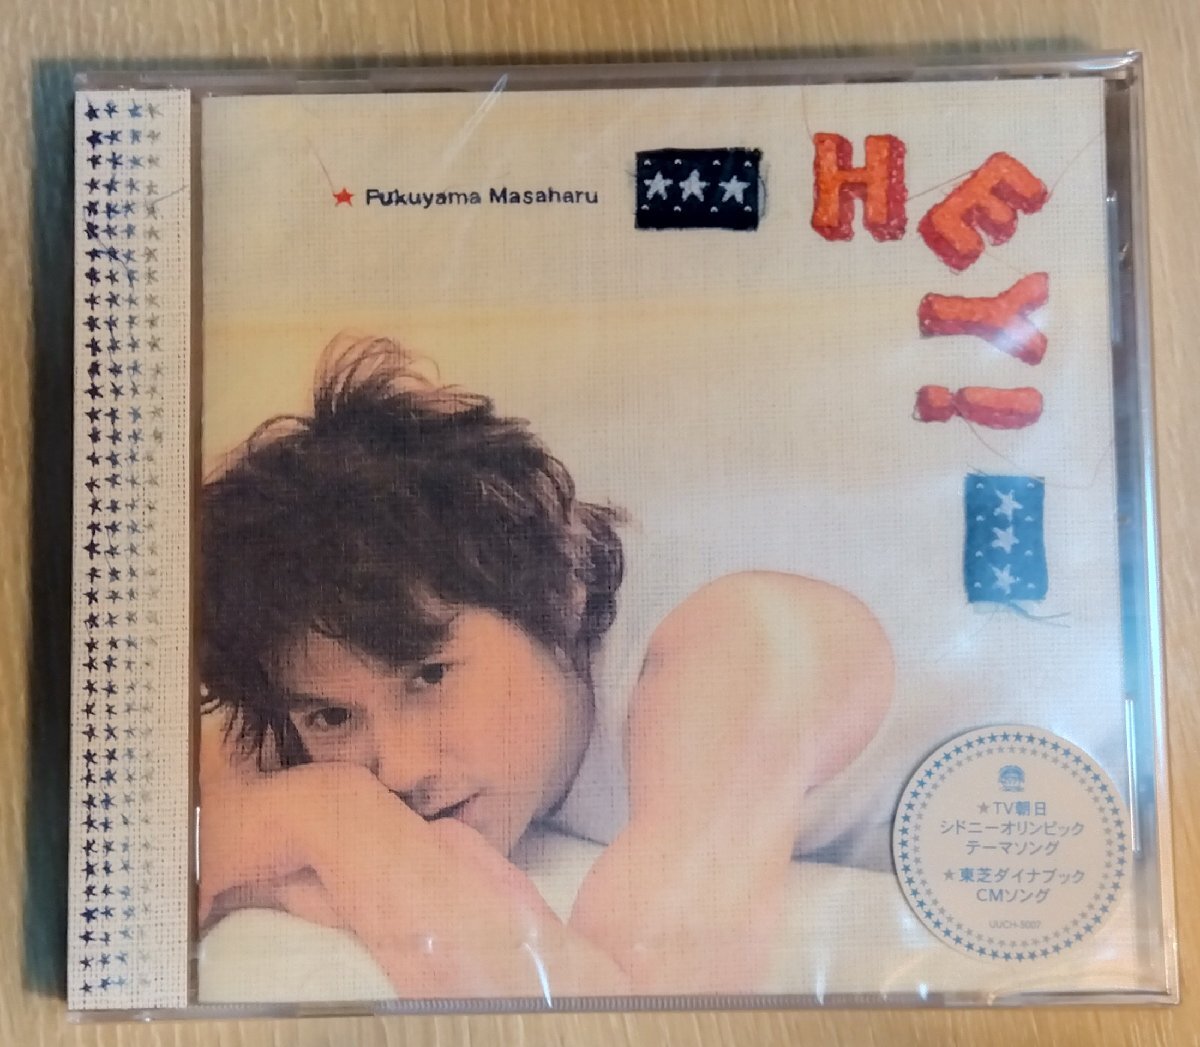 ★ Fukuyama Masaharu
HEY!
★TV朝日
シドニーオリンピック
テーマソング
★東芝ダイナブック
CMソング
UUCH-5007